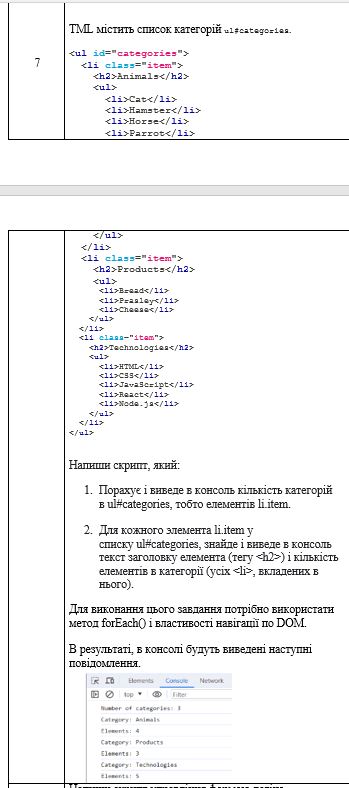 TML містить список категорій ul#categories.
7
<ul id="categories">
<li class="item">
<h2>Animals</h2>
<ul>
<li>Cat</li>
<li>Hamster</li>
<li>Horse</li>
<li>Parrot</li>
</ul>
</li>
<li class="item">
<h2>Products</h2>
<ul>
<li>Bread</li>
<li>Prasley</li>
<li>Cheese</li>
</ul>
</li>
<li class="item">
<h2>Technologies</h2>
<ul>
<li>HTML</li>
<li>CSS</li>
<li>JavaScript</li>
<li>React</li>
<li>Node.js</li>
</ul>
</li>
</ul>
Напиши скрипт, який:
1. Порахує і виведе в консоль кількість категорій
в ul#categories, тобто елементів li.item.
2. Для кожного элемента li.item у
списку ul#categories, знайде і виведе в консоль
текст заголовку елемента (тегу <h2>) і кількість
елементів в категорії (усіх <li>, вкладених в
нього).
Для виконання цього завдання потрібно використати
метод forEach() і властивості навігації по DOM.
В результаті, в консолі будуть виведені наступні
повідомлення.
Elements Console Network
top Filter
Number of categories: 3
Category: Animals
Elements: 4
Category: Products
Elements: 3
Category: Technologies
Elements: 5